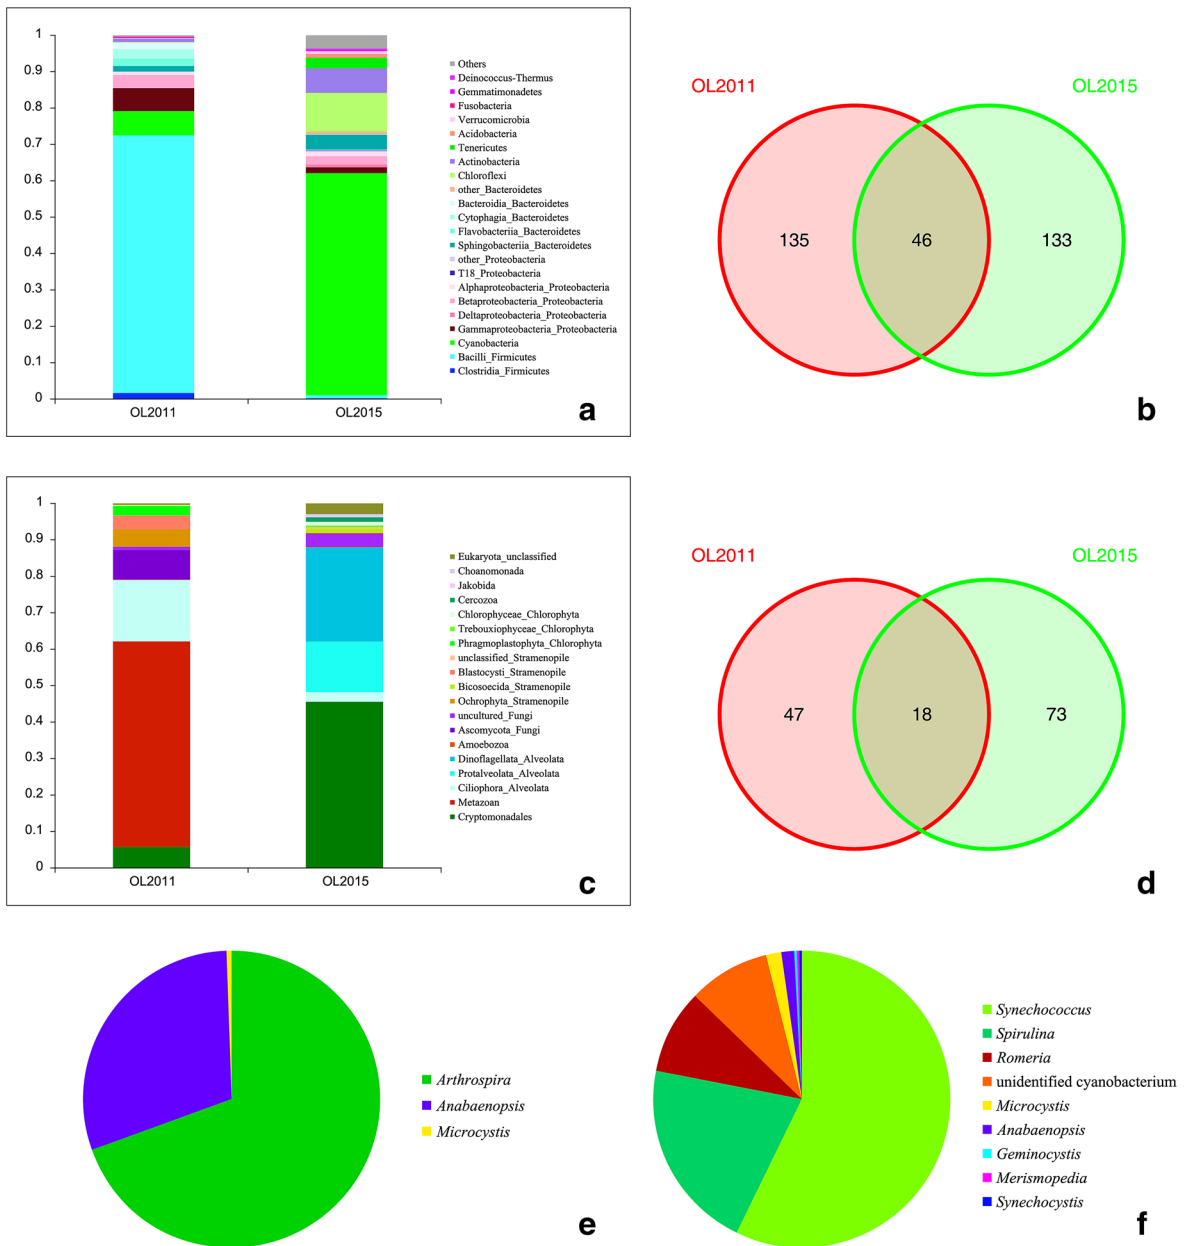 1
0.9
0.8
0.7
0.6
0.5
0.4
0.3
0.2
0.1
0
OL2011
OL2015
Others
Deinococcus-Thermus
Gemmatimonadetes
Fusobacteria
Verrucomicrobia
Acidobacteria
Tenericutes
Actinobacteria
Chloroflexi
other_Bacteroidetes
Bacteroidia_Bacteroidetes
Cytophagia_Bacteroidetes
Flavobacteriia_Bacteroidetes
Sphingobacteriia_Bacteroidetes
other_Proteobacteria
T18_Proteobacteria
Alphaproteobacteria_Proteobacteria
Betaproteobacteria_Proteobacteria
Deltaproteobacteria_Proteobacteria
Gammaproteobacteria_Proteobacteria
Cyanobacteria
Bacilli_Firmicutes
Clostridia_Firmicutes
a
OL2011
OL2015
135
46
133
b
1
0.9
0.8
0.7
0.6
0.5
0.4
0.3
0.2
0.1
0
OL2011
OL2015
Eukaryota_unclassified
Choanomonada
Jakobida
Cercozoa
Chlorophyceae_Chlorophyta
Trebouxiophyceae_Chlorophyta
Phragmoplastophyta_Chlorophyta
unclassified_Stramenopile
Blastocysti_Stramenopile
Bicosoecida_Stramenopile
Ochrophyta_Stramenopile
uncultured_Fungi
Ascomycota_Fungi
Amoebozoa
Dinoflagellata_Alveolata
Protalveolata_Alveolata
Ciliophora_Alveolata
Metazoan
Cryptomonadales
c
OL2011
OL2015
47
18
73
d
Arthrospira
Anabaenopsis
Microcystis
e
Synechococcus
Spirulina
Romeria
unidentified cyanobacterium
Microcystis
Anabaenopsis
Geminocystis
Merismopedia
Synechocystis
f